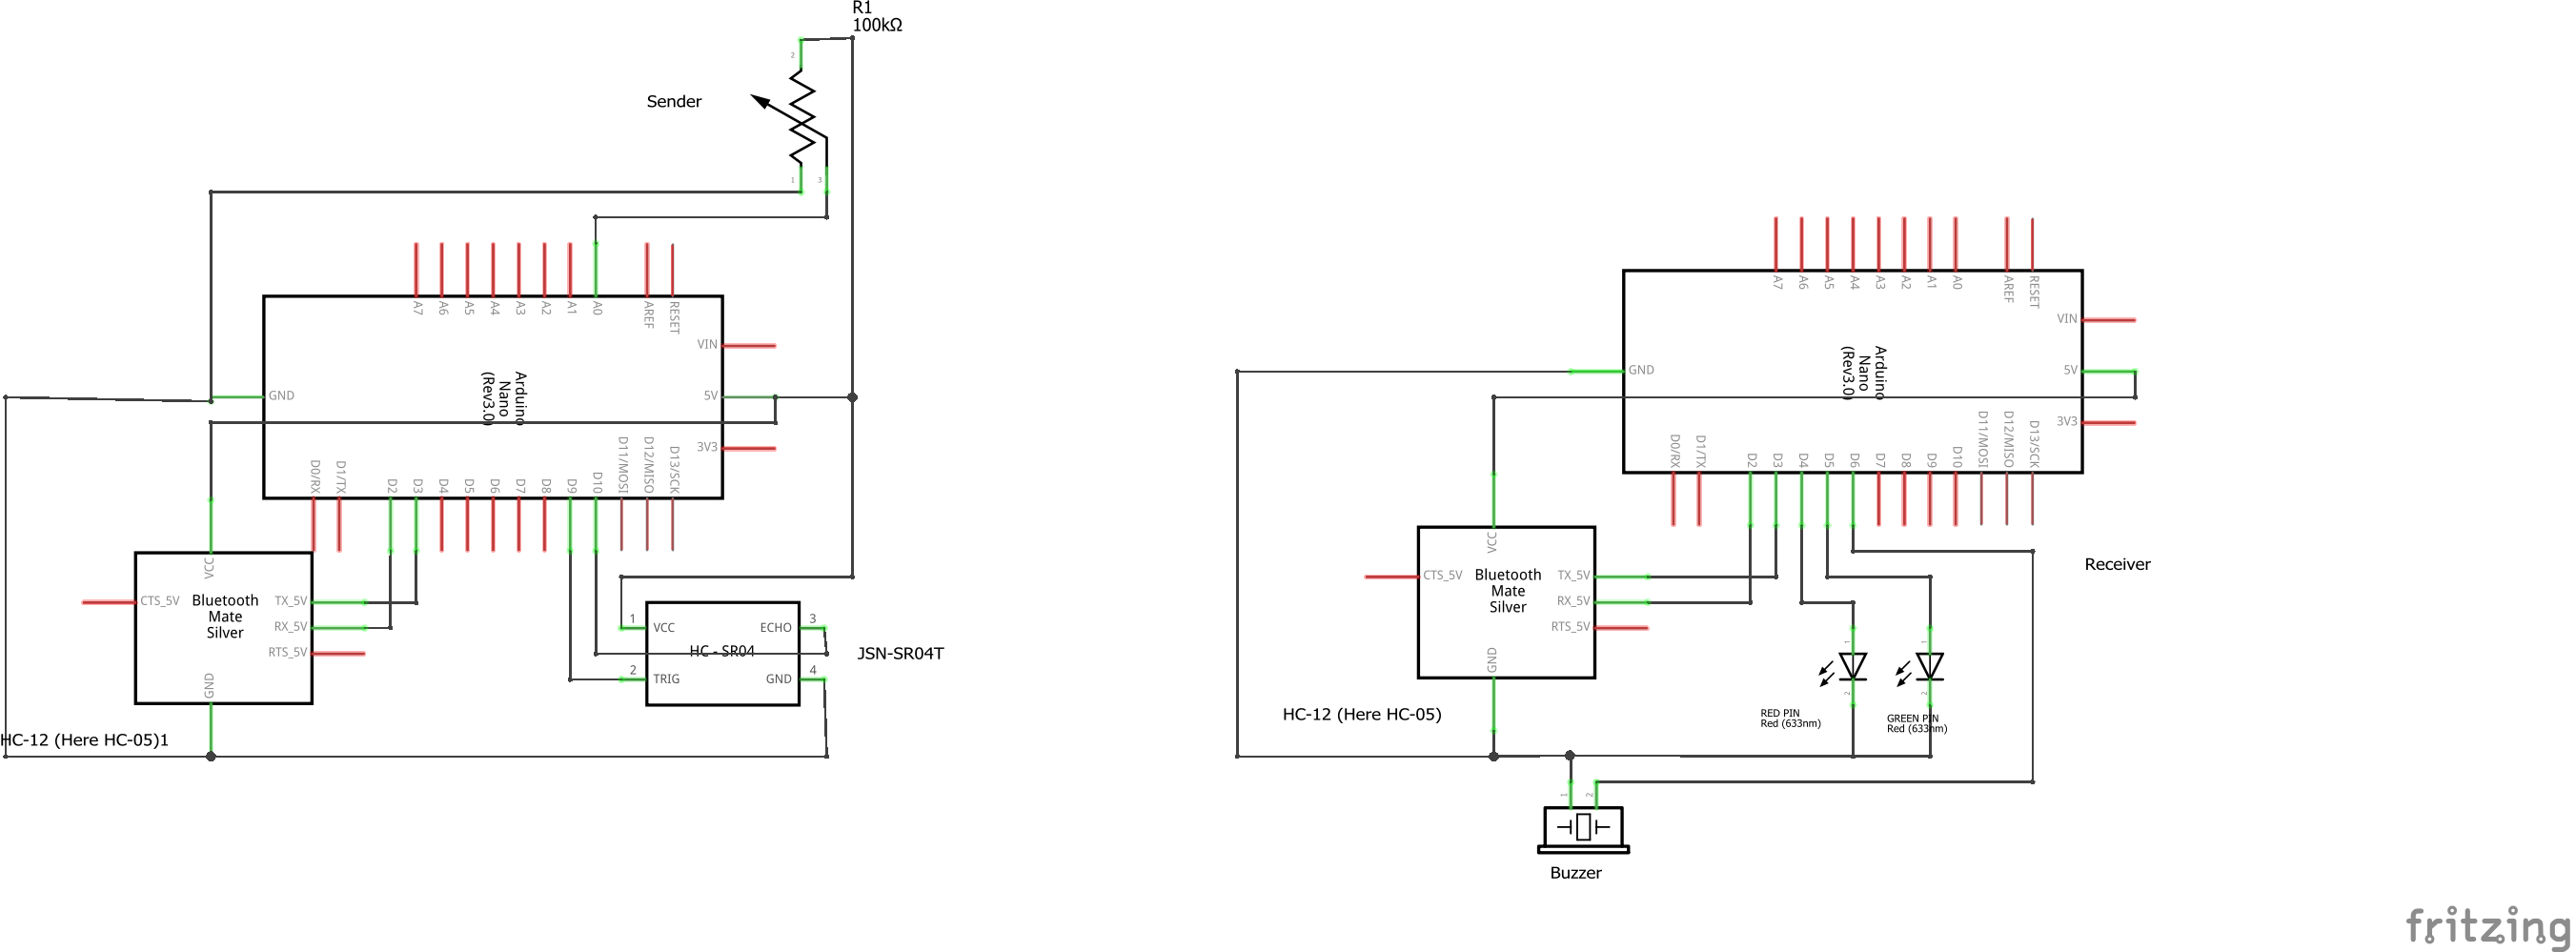 R1
100kΩ
2
Sender
1
3
A7
A6
A5
A4
A3
A2
A1
A0
AREF
RESET
VIN
GND
5V
Arduino
Nano
(Rev3.0)
3V3
D0/RX
D1/TX
D2
D3
D4
D5
D6
D7
D8
D9
D10
D11/MOSI
D12/MISO
D13/SCK
VCC
CTS_5V
Bluetooth
Mate
Silver
TX_5V
RX_5V
RTS_5V
GND
1
VCC
ECHO
3
HC - SR04
2
TRIG
GND
4
JSN-SR04T
HC-12 (Here HC-05)1
A7
A6
A5
A4
A3
A2
A1
A0
AREF
RESET
VIN
GND
5V
Arduino
Nano
(Rev3.0)
3V3
D0/RX
D1/TX
D2
D3
D4
D5
D6
D7
D8
D9
D10
D11/MOSI
D12/MISO
D13/SCK
Receiver
VCC
CTS_5V
Bluetooth
Mate
Silver
TX_5V
RX_5V
RTS_5V
GND
HC-12 (Here HC-05)
1
2
RED PIN
Red (633nm)
1
2
GREEN PIN
Red (633nm)
1
2
Buzzer
fritzing